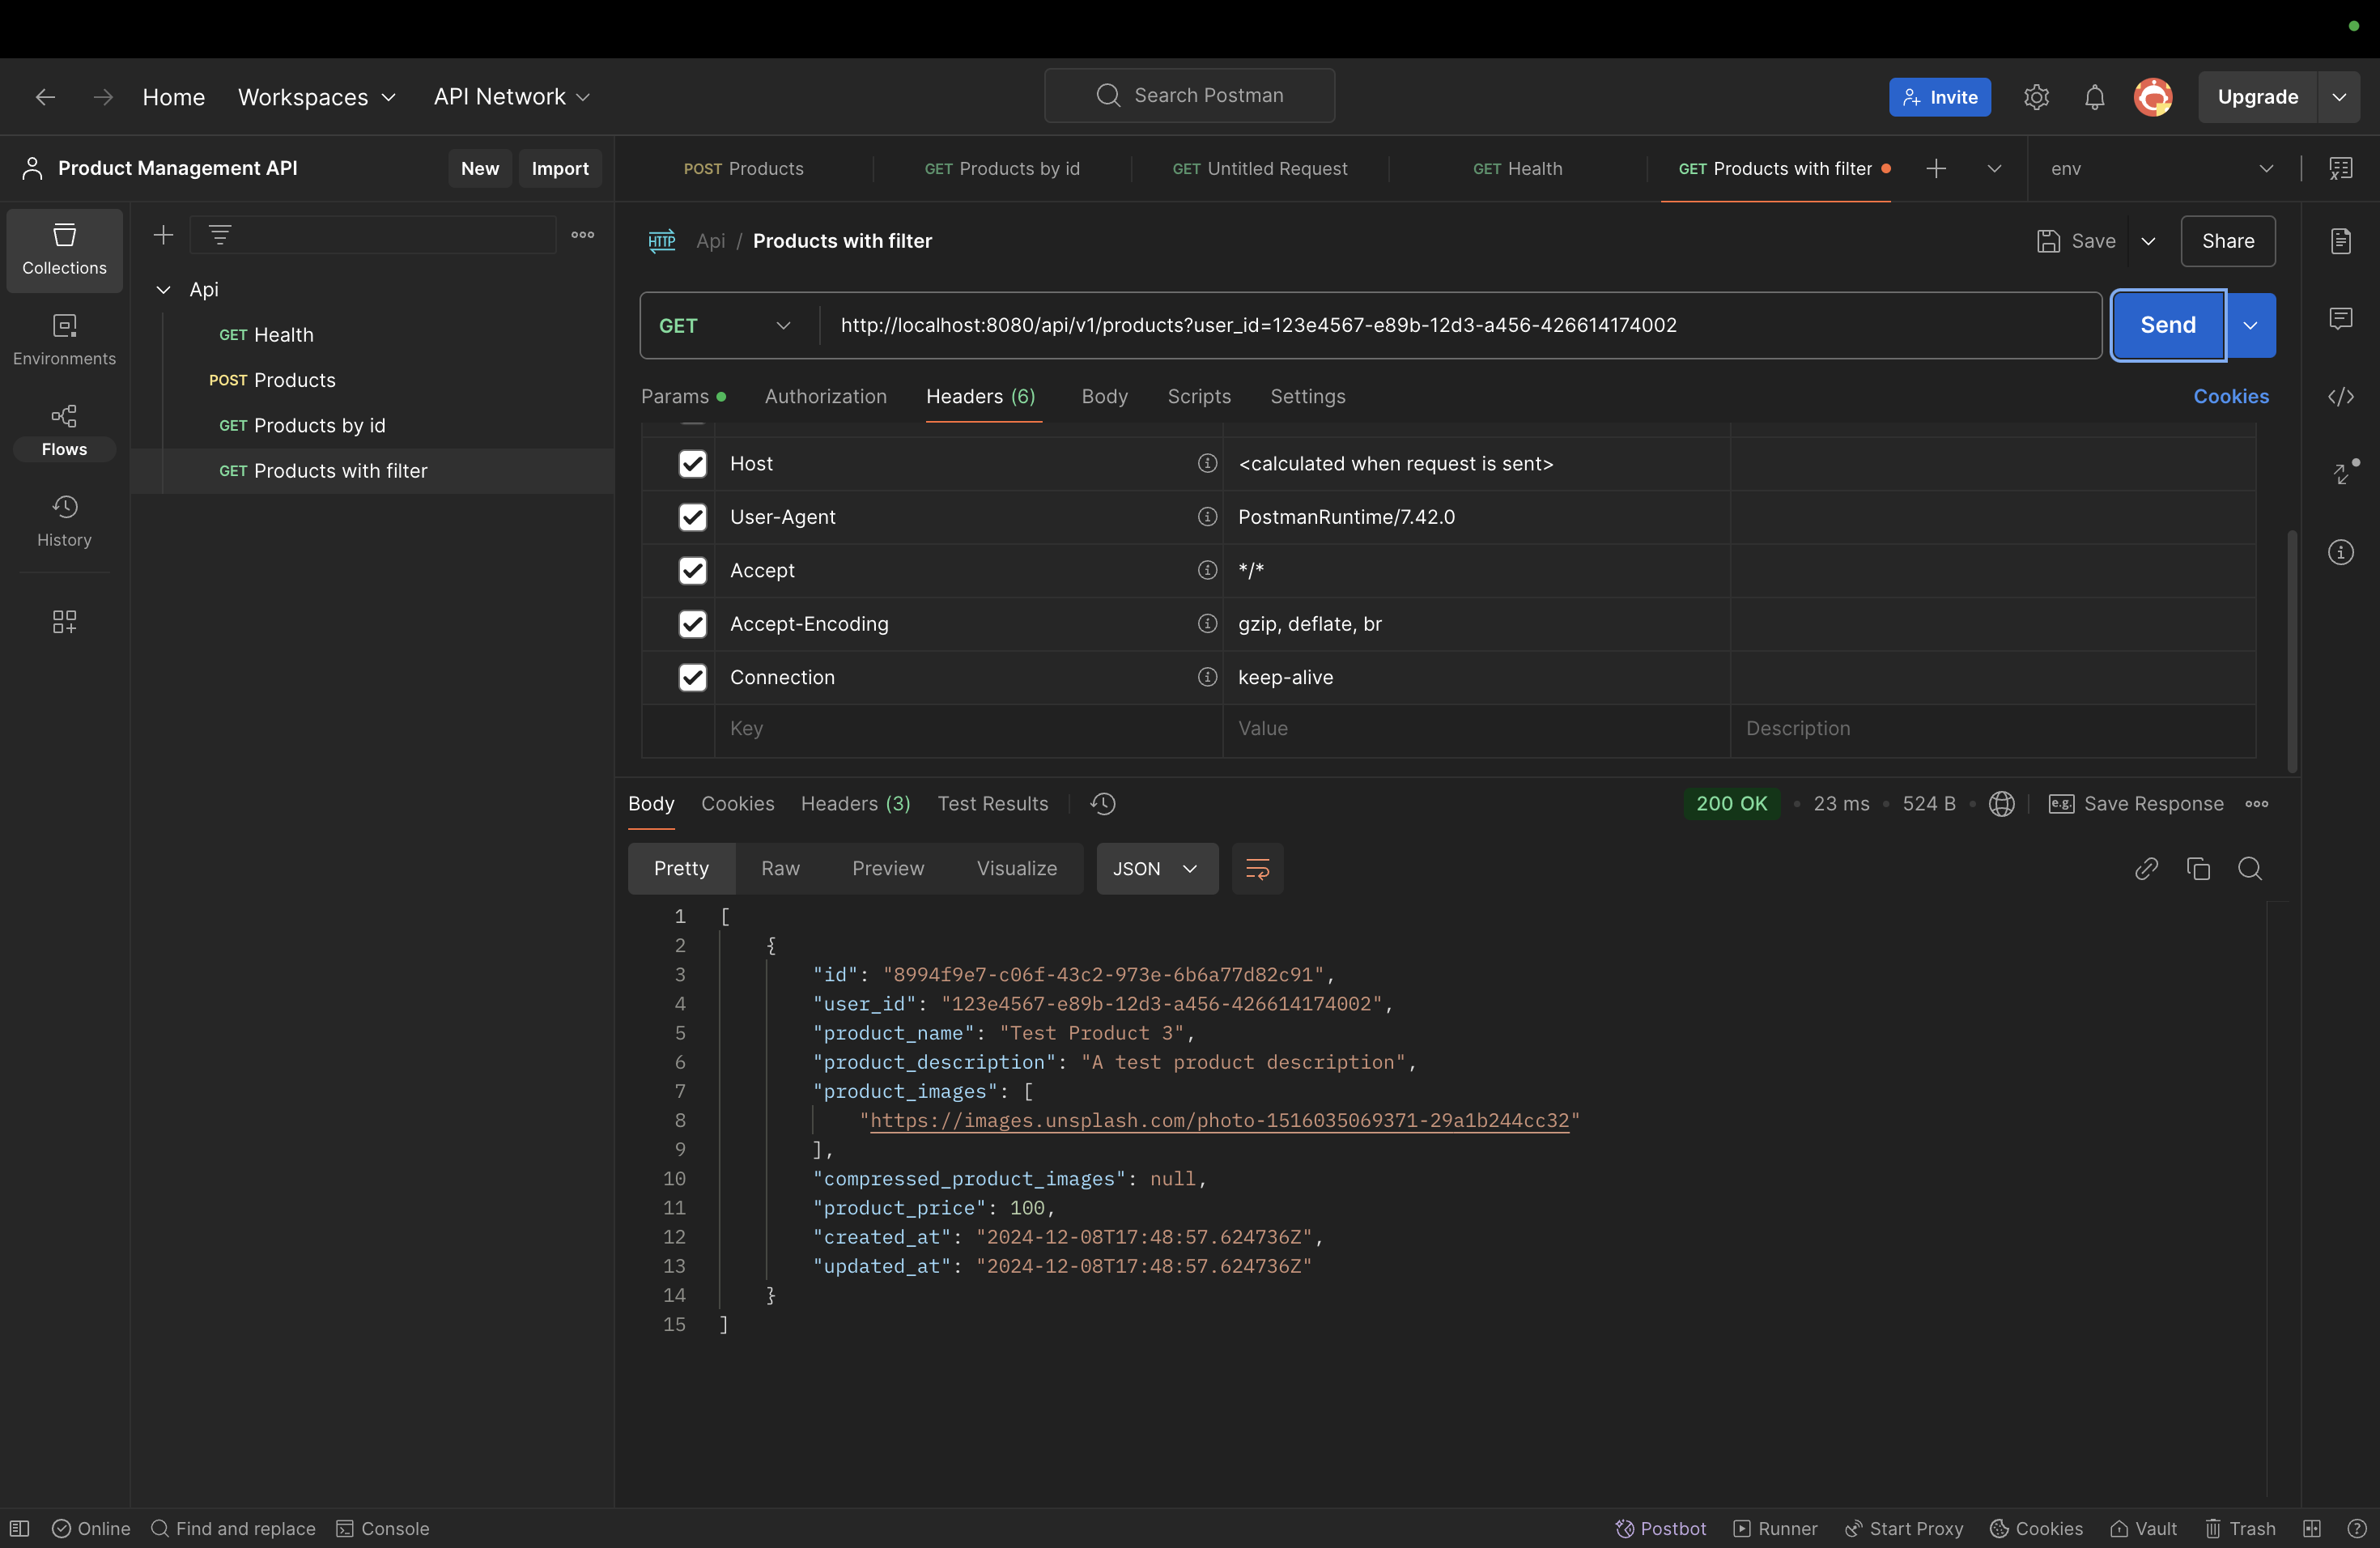 Home Workspaces API Network Search Postman Invite Upgrade
Product Management API New Import POST Products GET Products by id GET Untitled Request GET Health GET Products with filter env
Collections
Environments
Flows
History
Api
GET Health
POST Products
GET Products by id
GET Products with filter
HTTP Api / Products with filter Save Share
GET http://localhost:8080/api/v1/products?user_id=123e4567-e89b-12d3-a456-426614174002 Send
Params Authorization Headers (6) Body Scripts Settings Cookies
Host <calculated when request is sent>
User-Agent PostmanRuntime/7.42.0
Accept */*
Accept-Encoding gzip, deflate, br
Connection keep-alive
Key Value Description
Body Cookies Headers (3) Test Results 200 OK • 23 ms • 524 B • e.g. Save Response
Pretty Raw Preview Visualize JSON
1 [
2 {
3 "id": "8994f9e7-c06f-43c2-973e-6b6a77d82c91",
4 "user_id": "123e4567-e89b-12d3-a456-426614174002",
5 "product_name": "Test Product 3",
6 "product_description": "A test product description",
7 "product_images": [
8 "https://images.unsplash.com/photo-1516035069371-29a1b244cc32"
9 ],
10 "compressed_product_images": null,
11 "product_price": 100,
12 "created_at": "2024-12-08T17:48:57.624736Z",
13 "updated_at": "2024-12-08T17:48:57.624736Z"
14 }
15 ]
Online Find and replace Console Postbot Runner Start Proxy Cookies Vault Trash